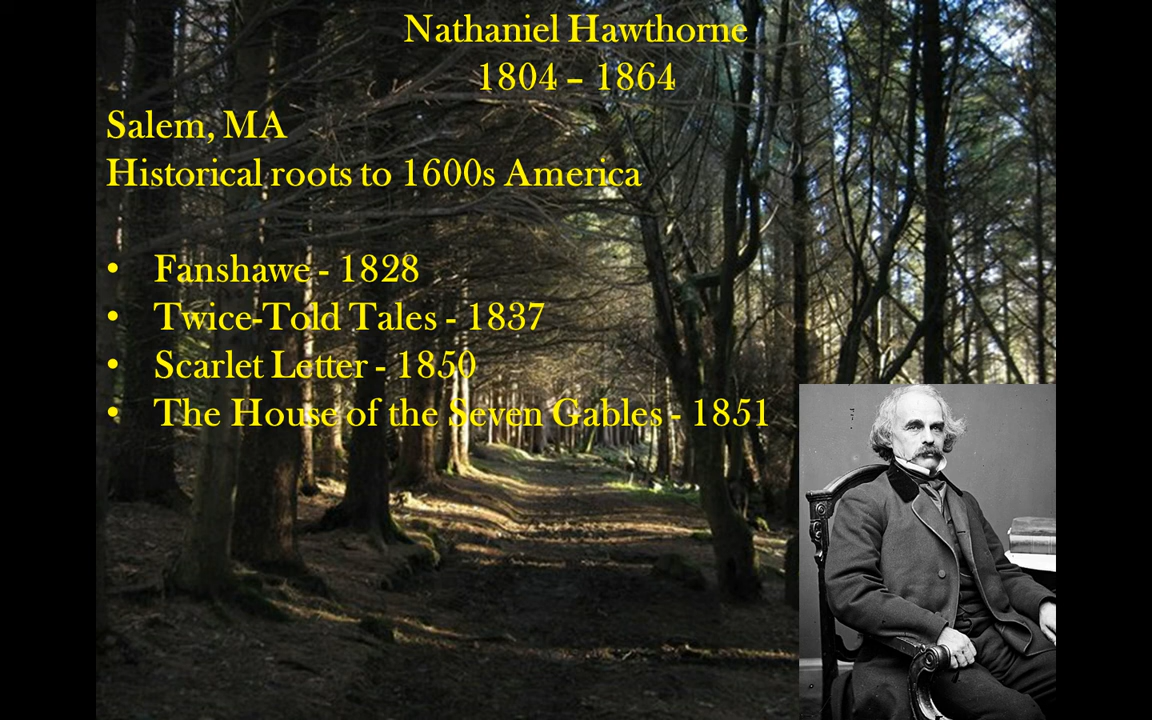 Nathaniel Hawthorne
1804 – 1864
Salem, MA
Historical roots to 1600s America
• Fanshawe - 1828
• Twice-Told Tales - 1837
• Scarlet Letter - 1850
• The House of the Seven Gables - 1851